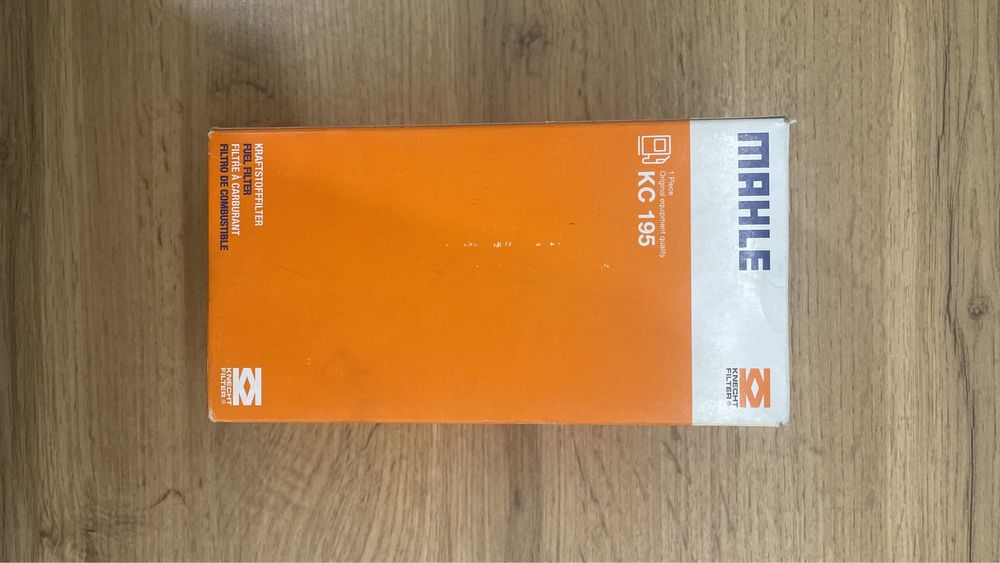 MAHLE
KNECHT
FILTER®
1 Piece
Original equipment quality
KC 195
KRAFTSTOFFFILTER
FUEL FILTER
FILTRE À CARBURANT
FILTRO DE COMBUSTIBLE
KNECHT
FILTER®